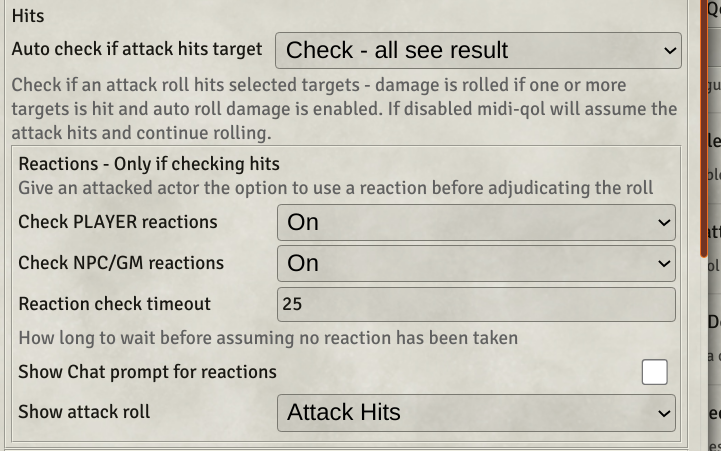 Hits
Auto check if attack hits target
Check - all see result
Check if an attack roll hits selected targets - damage is rolled if one or more
targets is hit and auto roll damage is enabled. If disabled midi-qol will assume the
attack hits and continue rolling.
Reactions - Only if checking hits
Give an attacked actor the option to use a reaction before adjudicating the roll
Check PLAYER reactions
On
Check NPC/GM reactions
On
Reaction check timeout
25
How long to wait before assuming no reaction has been taken
Show Chat prompt for reactions
Show attack roll
Attack Hits